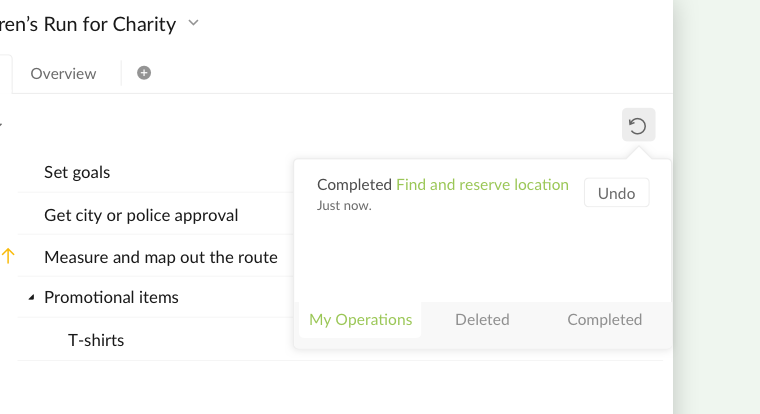 ren's Run for Charity
Overview
Set goals
Completed Find and reserve location
Undo
Just now.
Get city or police approval
Measure and map out the route
Promotional items
My Operations Deleted Completed
T-shirts